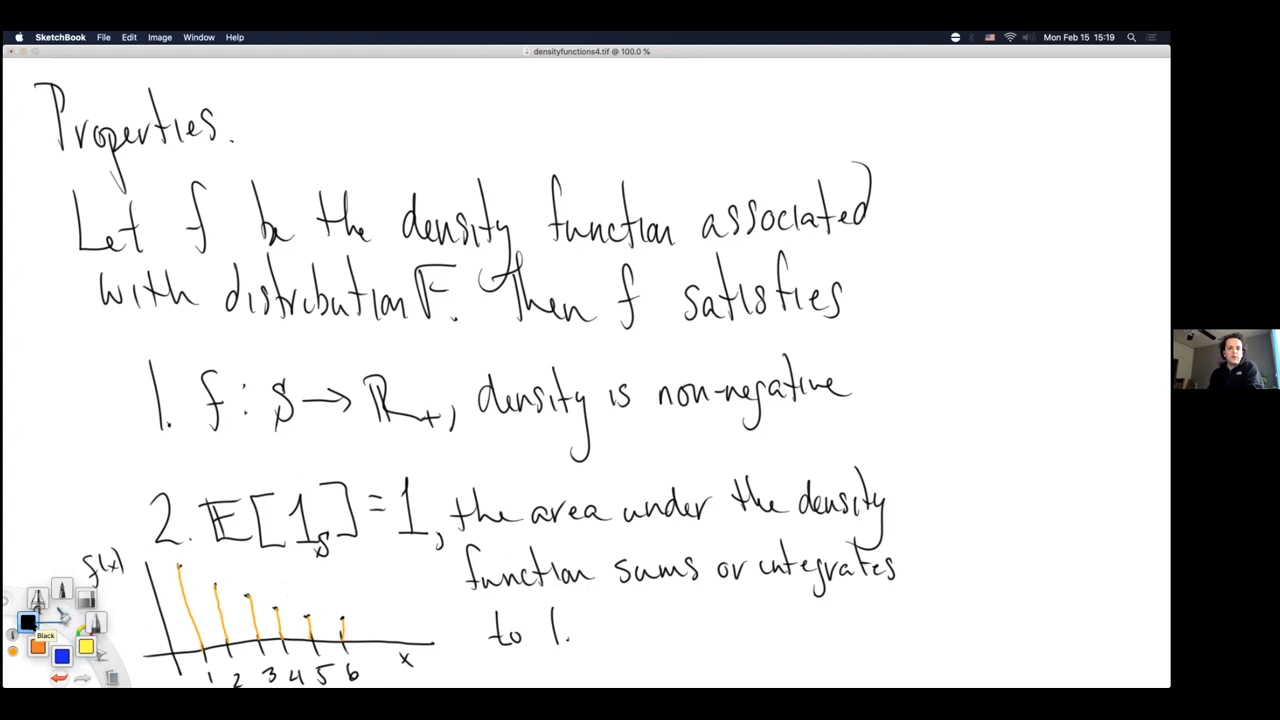 SketchBook File Edit Image Window Help Mon Feb 15 15:19
densityfunctions4.tif @ 100.0 %
Properties.
Let f be the density function associated
with distribution F. Then f satisfies
1. f : S → ℝ₊, density is non-negative
2. 𝔼[1_S] = 1, the area under the density
function sums or integrates
to 1.
f(x)
Black
1 2 3 4 5 6 x